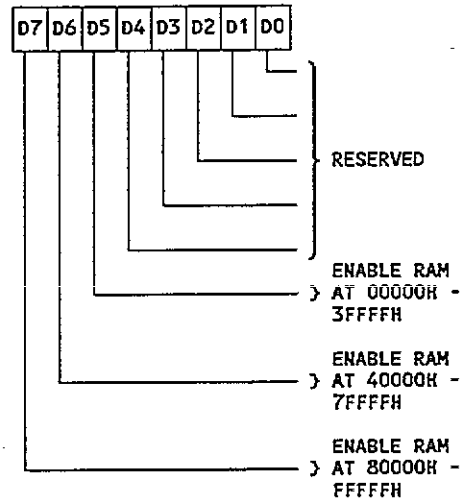 D7 D6 D5 D4 D3 D2 D1 D0
RESERVED
ENABLE RAM
AT 00000H -
3FFFFH
ENABLE RAM
AT 40000H -
7FFFFH
ENABLE RAM
AT 80000H -
FFFFFH